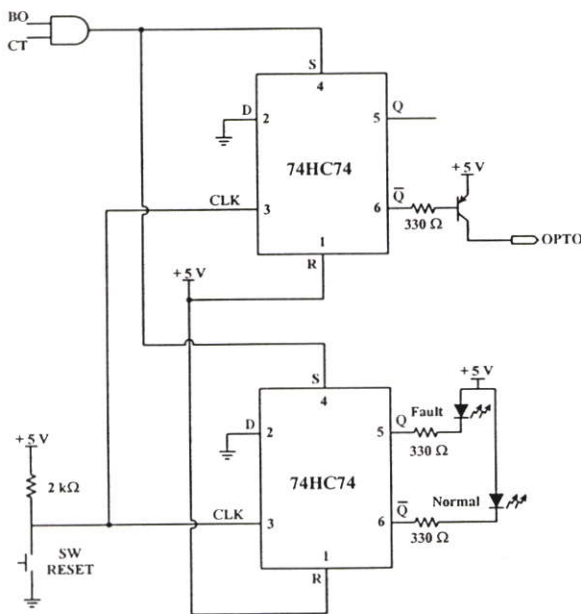 BO
CT
S
4
D
2
5
Q
74HC74
+5 V
CLK
3
6
Q̅
330 Ω
OPTO
1
R
+5 V
S
4
+5 V
D
2
5
Q
Fault
330 Ω
+5 V
2 kΩ
74HC74
Normal
CLK
3
6
Q̅
330 Ω
SW
RESET
1
R